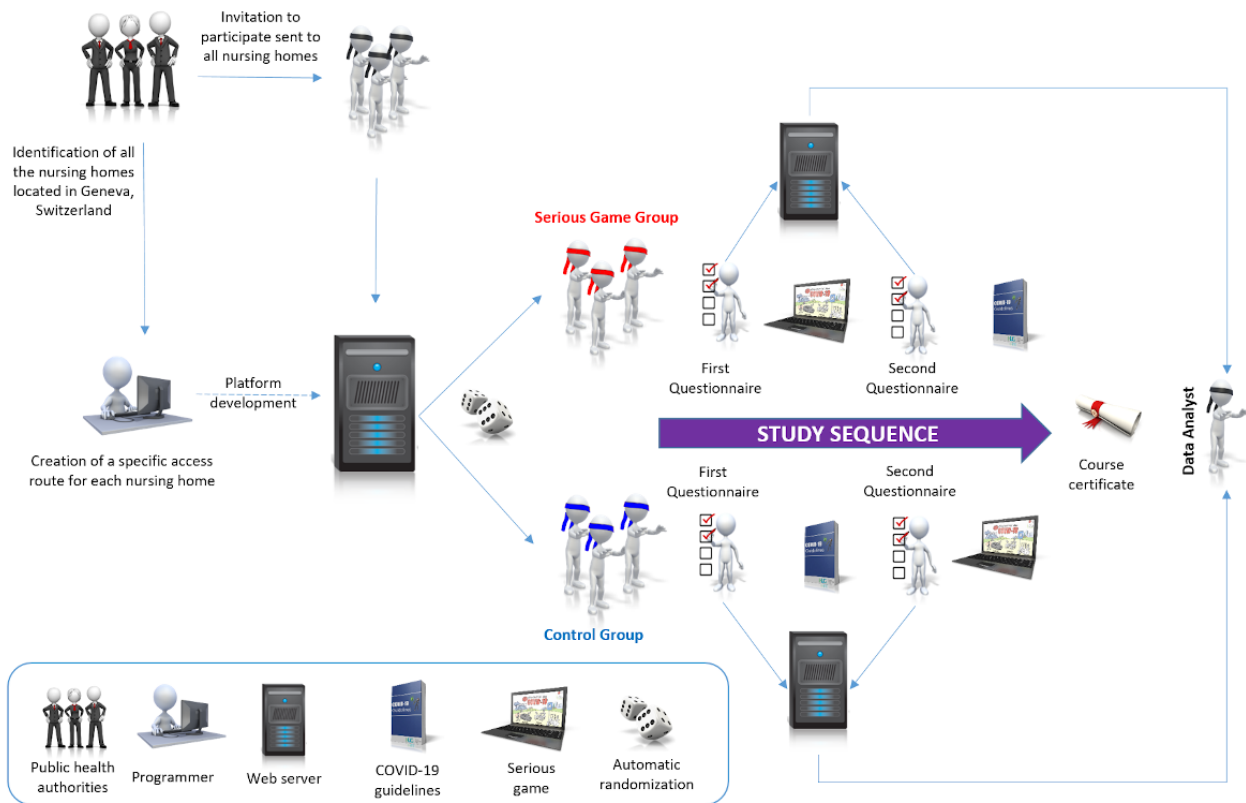 Invitation to
participate sent to
all nursing homes
Identification of all
the nursing homes
located in Geneva,
Switzerland
Serious Game Group
First
Questionnaire
Second
Questionnaire
Platform
development
Creation of a specific access
route for each nursing home
STUDY SEQUENCE
Course
certificate
Data Analyst
First
Questionnaire
Second
Questionnaire
Control Group
Public health
authorities
Programmer
Web server
COVID-19
guidelines
Serious
game
Automatic
randomization